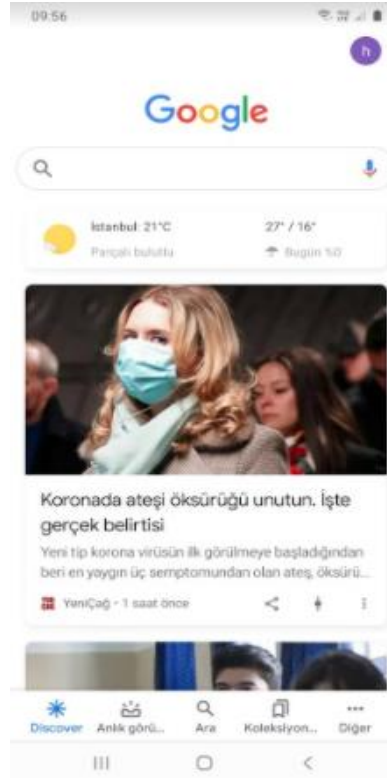 09:56
h
Google
İstanbul 21°C
27° / 16°
Parçalı bulutlu
Bugün %0
Koronada ateşi öksürüğü unutun. İşte
gerçek belirtisi
Yeni tip korona virüsün ilk görülmeye başladığından
beri en yaygın üç semptomundan olan ateş, öksürü...
YeniÇağ - 1 saat önce
Discover
Anlık görü...
Ara
Koleksiyon...
Diğer